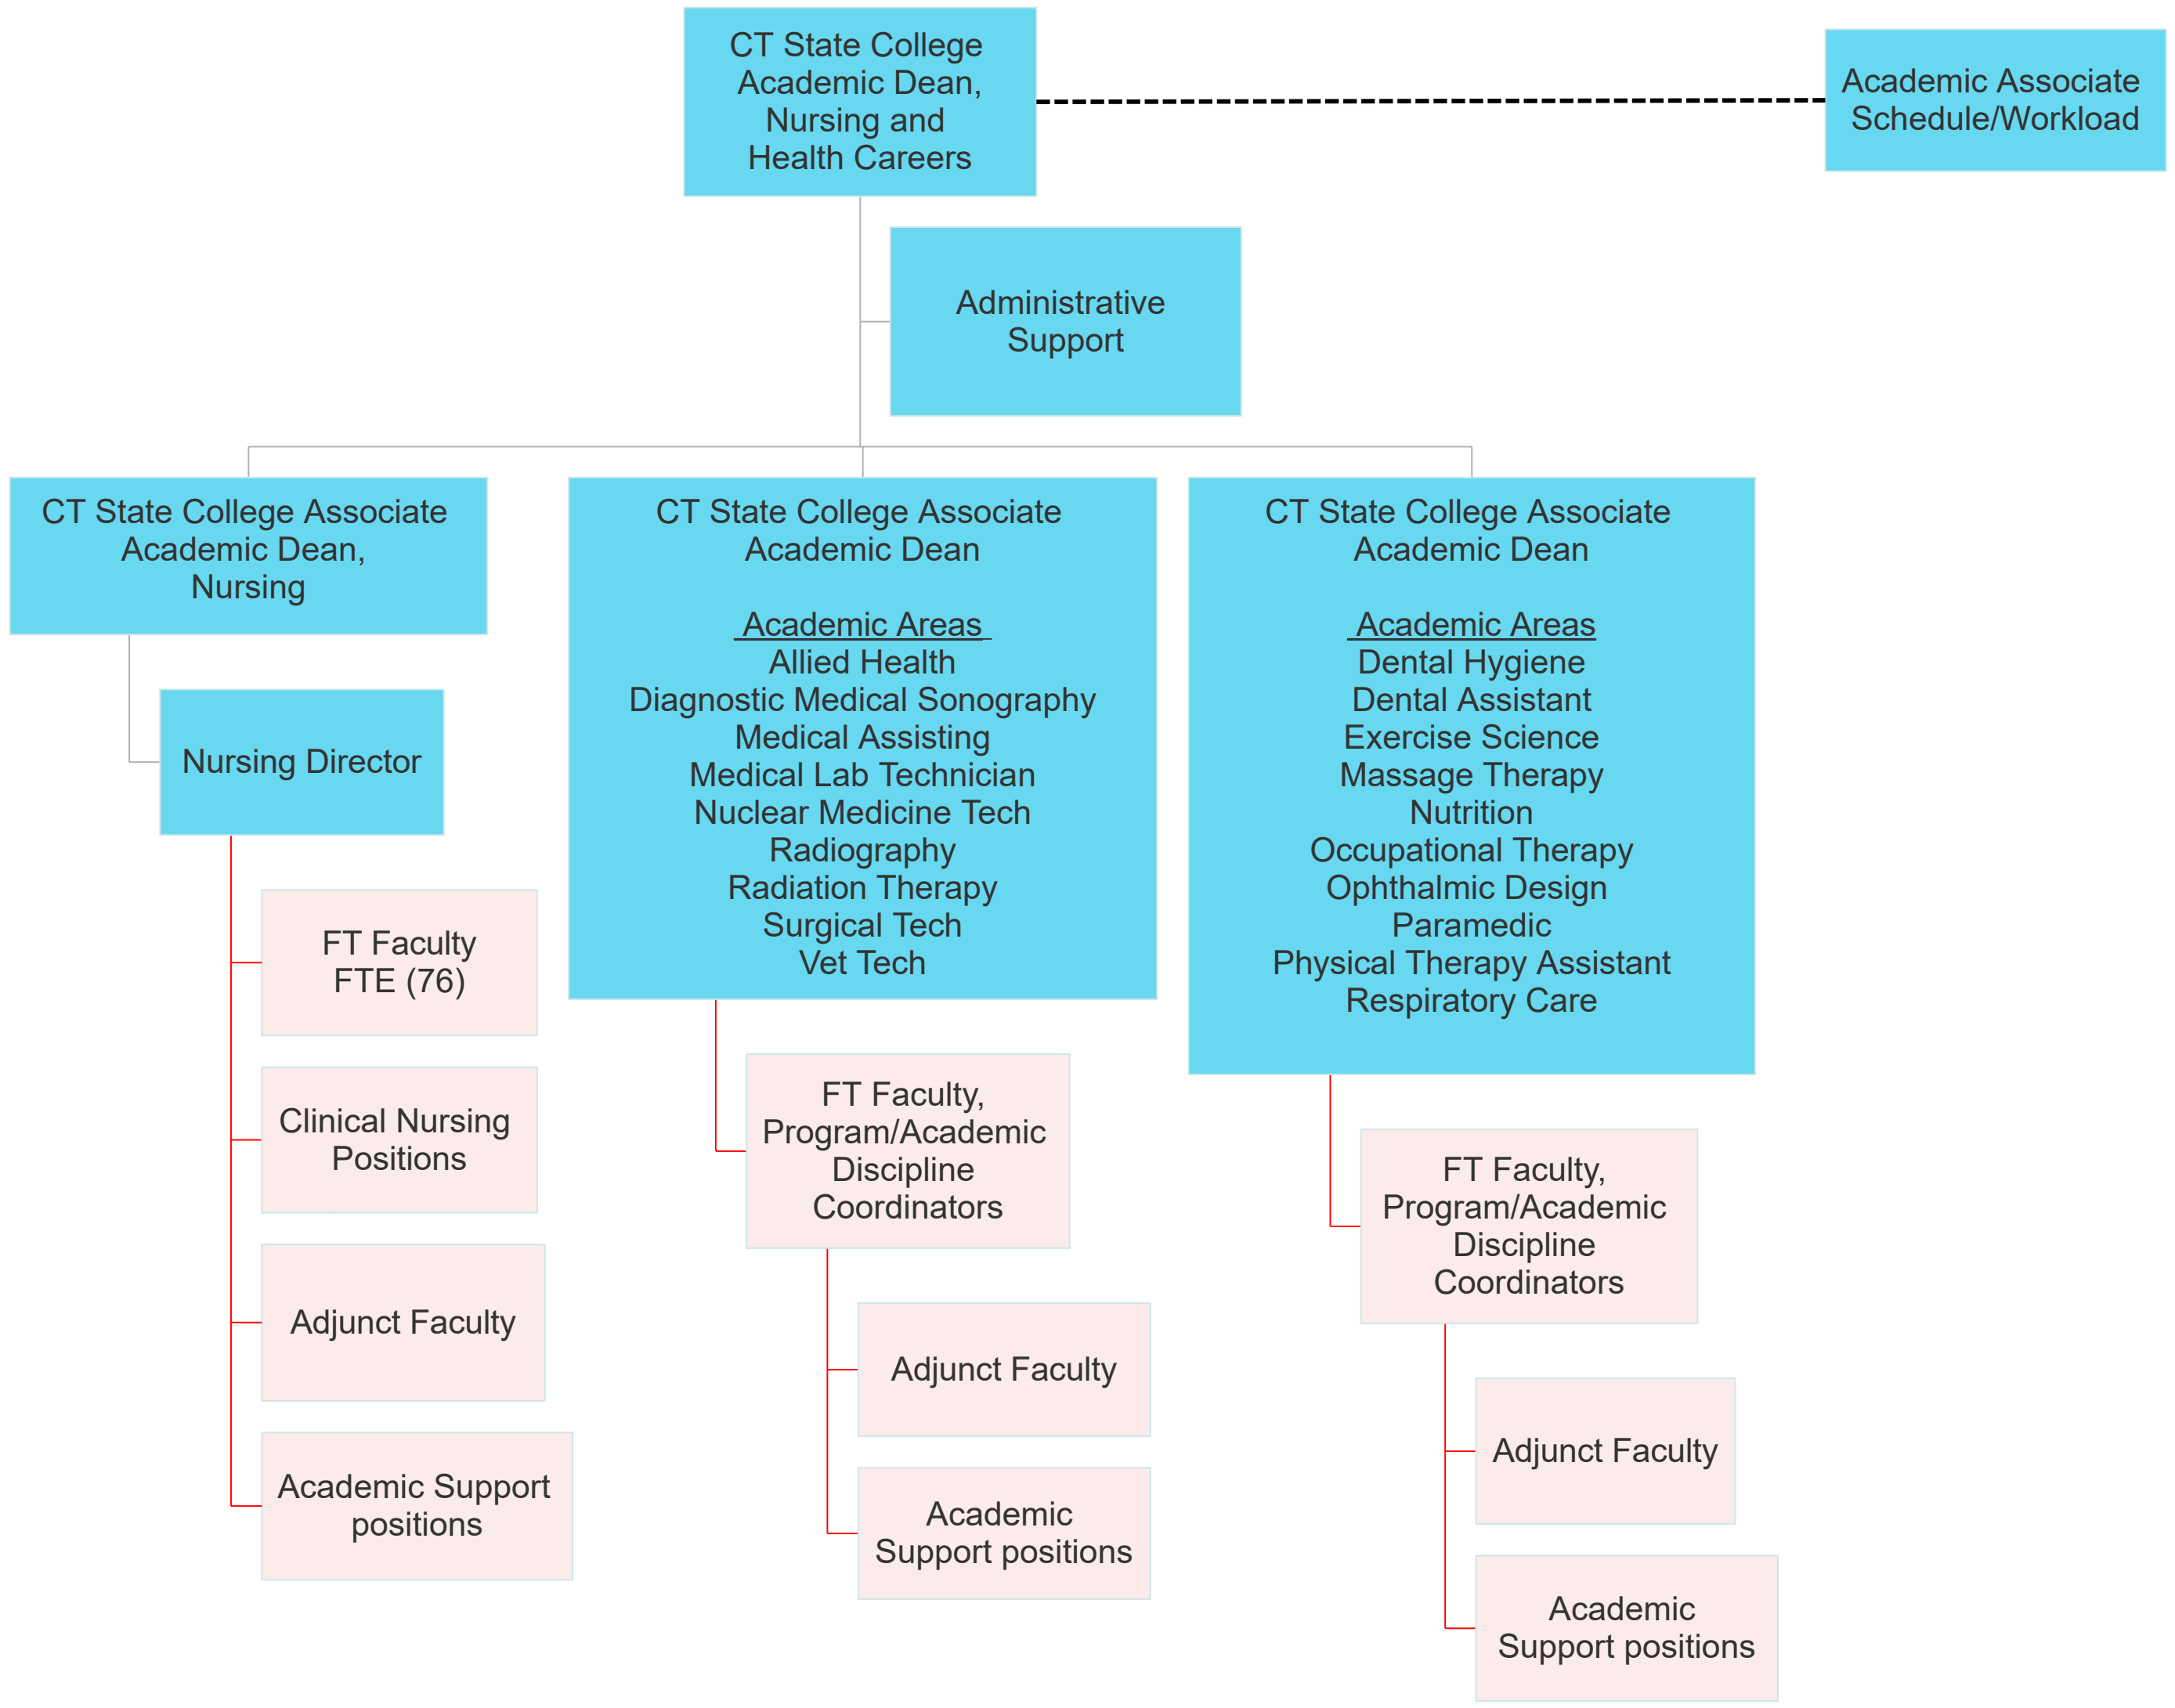 CT State College
Academic Dean,
Nursing and
Health Careers
Academic Associate
Schedule/Workload
Administrative
Support
CT State College Associate
Academic Dean,
Nursing
Nursing Director
FT Faculty
FTE (76)
Clinical Nursing
Positions
Adjunct Faculty
Academic Support
positions
CT State College Associate
Academic Dean
Academic Areas
Allied Health
Diagnostic Medical Sonography
Medical Assisting
Medical Lab Technician
Nuclear Medicine Tech
Radiography
Radiation Therapy
Surgical Tech
Vet Tech
FT Faculty,
Program/Academic
Discipline
Coordinators
Adjunct Faculty
Academic
Support positions
CT State College Associate
Academic Dean
Academic Areas
Dental Hygiene
Dental Assistant
Exercise Science
Massage Therapy
Nutrition
Occupational Therapy
Ophthalmic Design
Paramedic
Physical Therapy Assistant
Respiratory Care
FT Faculty,
Program/Academic
Discipline
Coordinators
Adjunct Faculty
Academic
Support positions